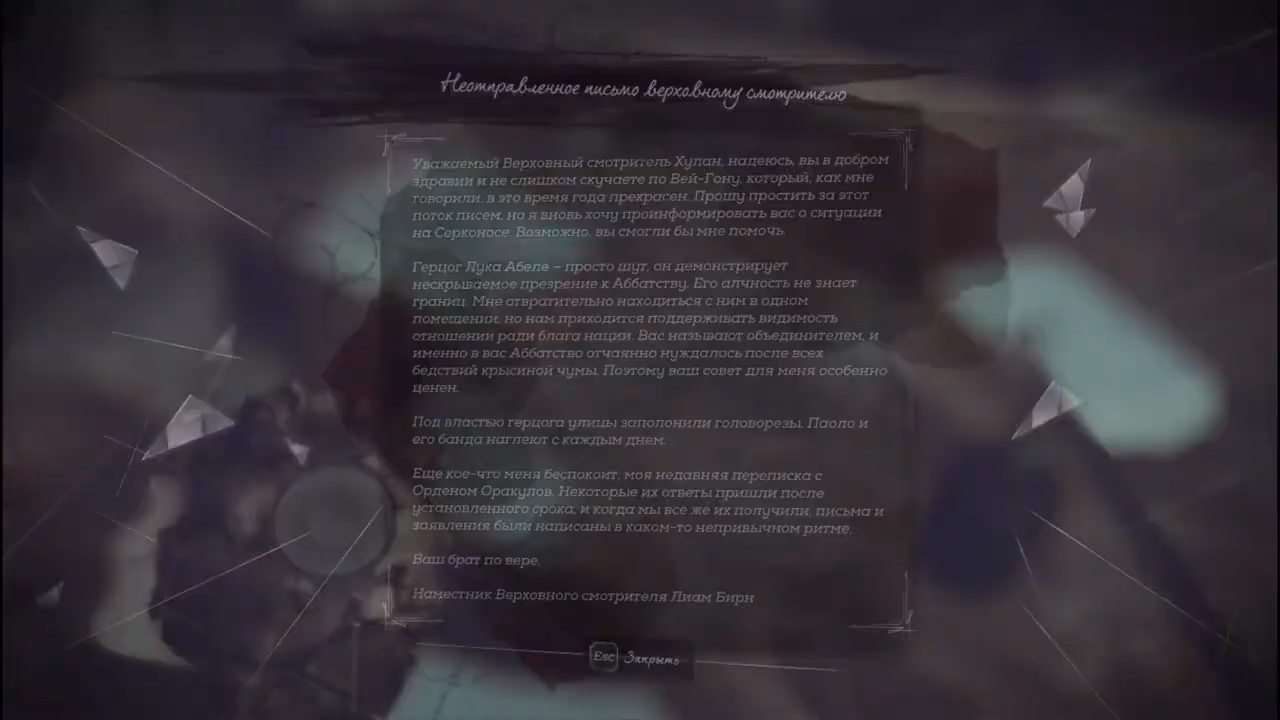 Неотправленное письмо верховному смотрителю
Уважаемый Верховный смотритель Хулан, надеюсь, вы в добром
здравии и не слишком скучаете по Вей-Гону, который, как мне
говорили, в это время года прекрасен. Прошу простить за этот
поток писем, но я вновь хочу проинформировать вас о ситуации
на Серконосе. Возможно, вы смогли бы мне помочь.
Герцог Лука Абеле – просто шут, он демонстрирует
нескрываемое презрение к Аббатству. Его алчность не знает
границ. Мне отвратительно находиться с ним в одном
помещении, но нам приходится поддерживать видимость
отношений ради блага нации. Вас называют объединителем, и
именно в вас Аббатство отчаянно нуждалось после всех
бедствий крысиной чумы. Поэтому ваш совет для меня особенно
ценен.
Под властью герцога улицы заполонили головорезы. Паоло и
его банда наглеют с каждым днем.
Еще кое-что меня беспокоит: моя недавняя переписка с
Орденом Оракулов. Некоторые их ответы пришли после
установленного срока, и когда мы все же их получили, письма и
заявления были написаны в каком-то непривычном ритме.
Ваш брат по вере,
Наместник Верховного смотрителя Лиам Бирн
Esc Закрыть